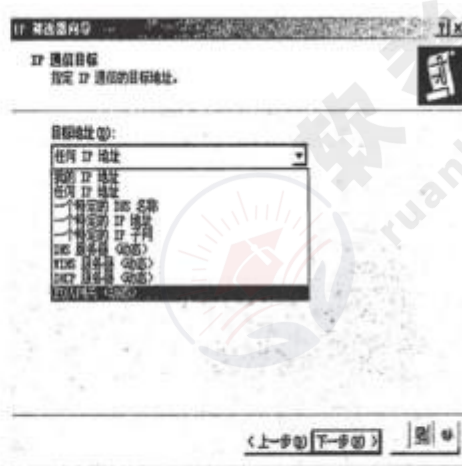 IP 筛选器向导
IP 通信目标
指定 IP 通信的目标地址。
目标地址(D):
任何 IP 地址
我的 IP 地址
任何 IP 地址
一个特定的 DNS 名称
一个特定的 IP 地址
一个特定的 IP 子网
DNS 服务器 <动态>
WINS 服务器 <动态>
DHCP 服务器 <动态>
默认网关 <动态>
<上一步(B) 下一步(N) >
软考
ruank